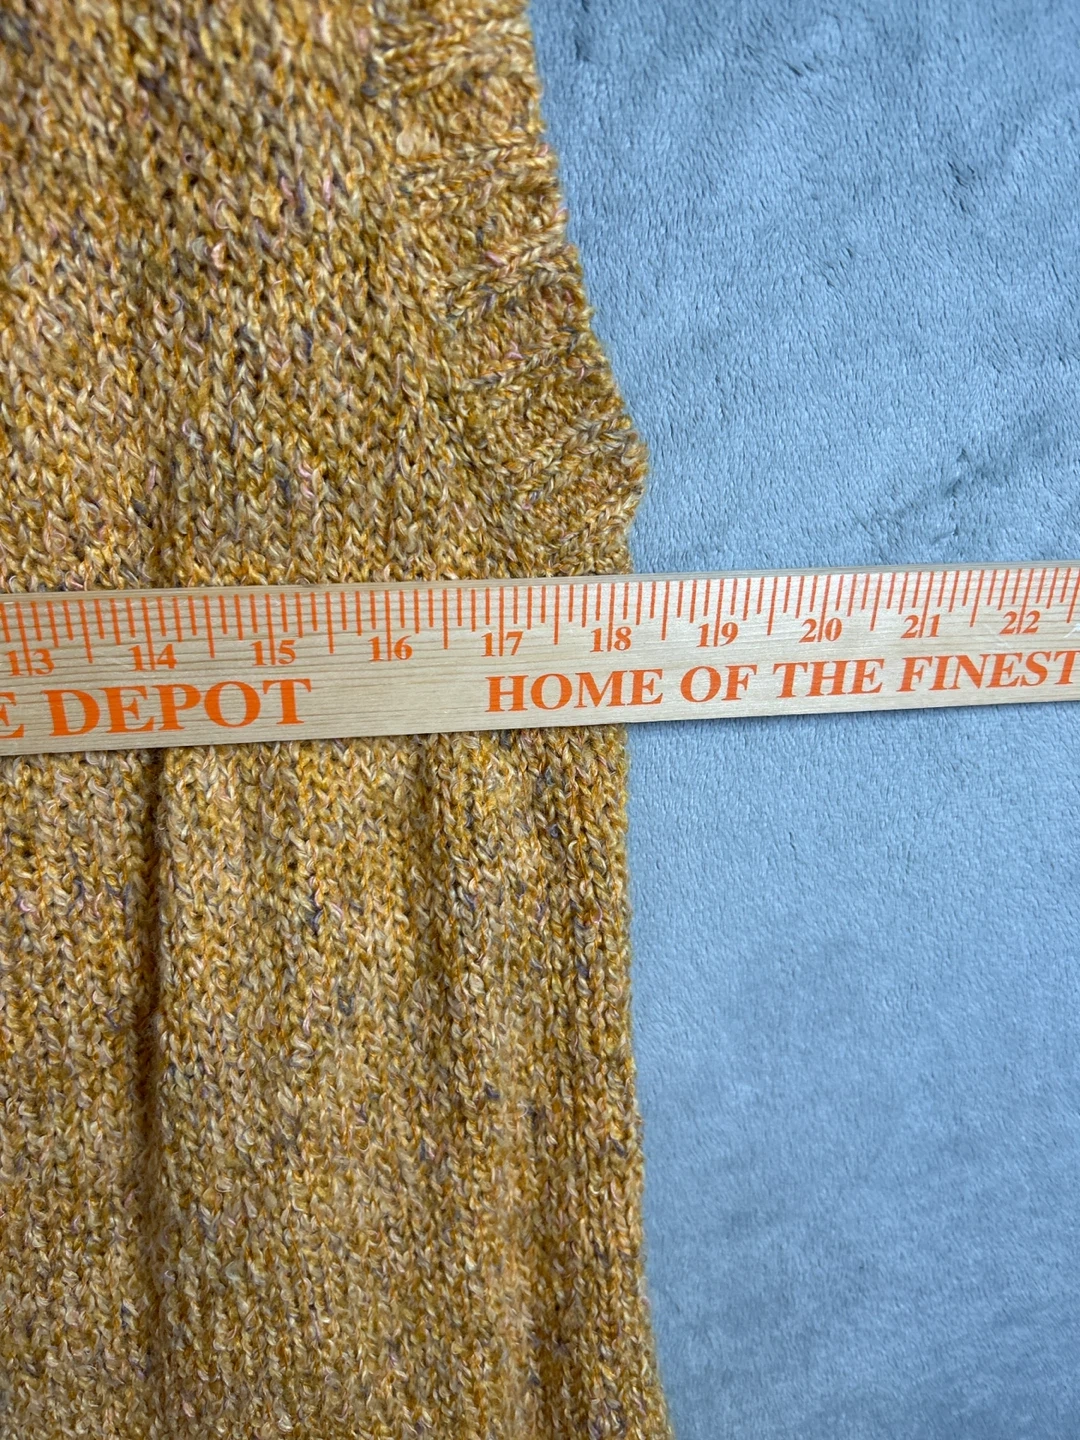 13 14 15 16 17 18 19 20 21 22
E DEPOT HOME OF THE FINEST